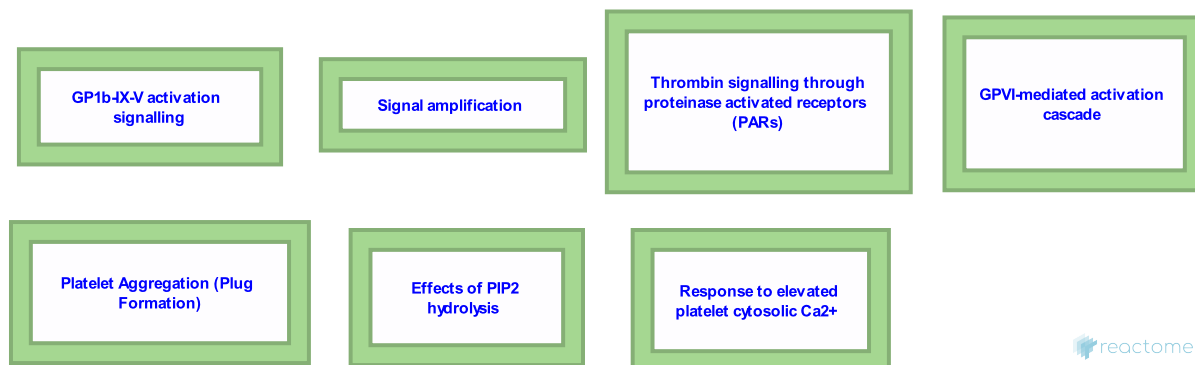 GP1b-IX-V activation
signalling
Signal amplification
Thrombin signalling through
proteinase activated receptors
(PARs)
GPVI-mediated activation
cascade
Platelet Aggregation (Plug
Formation)
Effects of PIP2
hydrolysis
Response to elevated
platelet cytosolic Ca2+
reactome